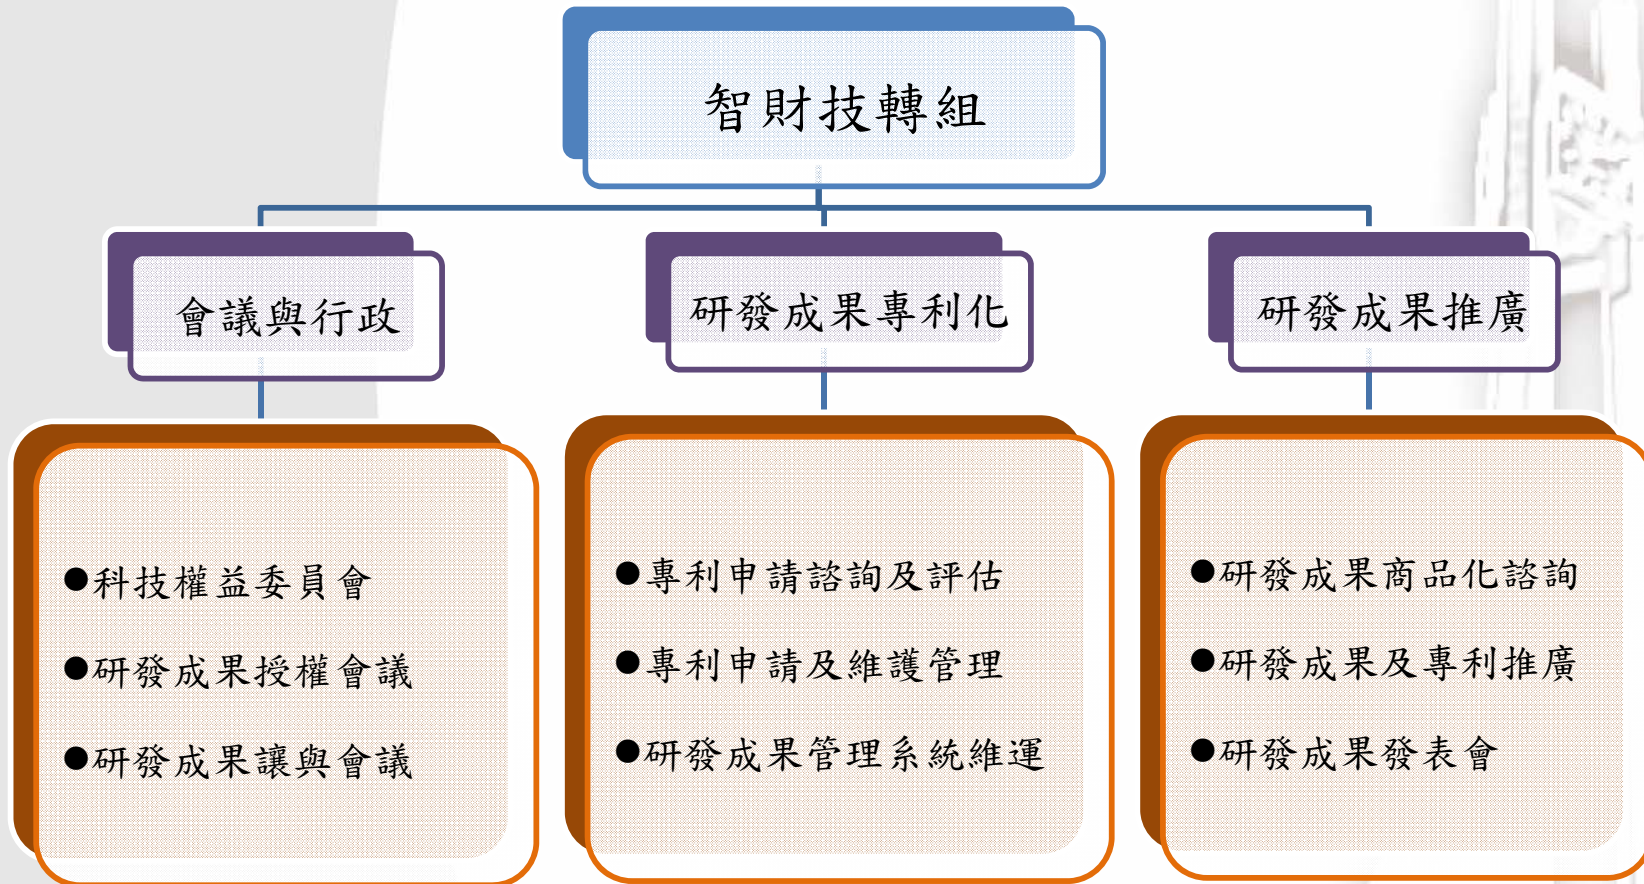 智財技轉組
會議與行政
研發成果專利化
研發成果推廣
●科技權益委員會
●研發成果授權會議
●研發成果讓與會議
●專利申請諮詢及評估
●專利申請及維護管理
●研發成果管理系統維運
●研發成果商品化諮詢
●研發成果及專利推廣
●研發成果發表會